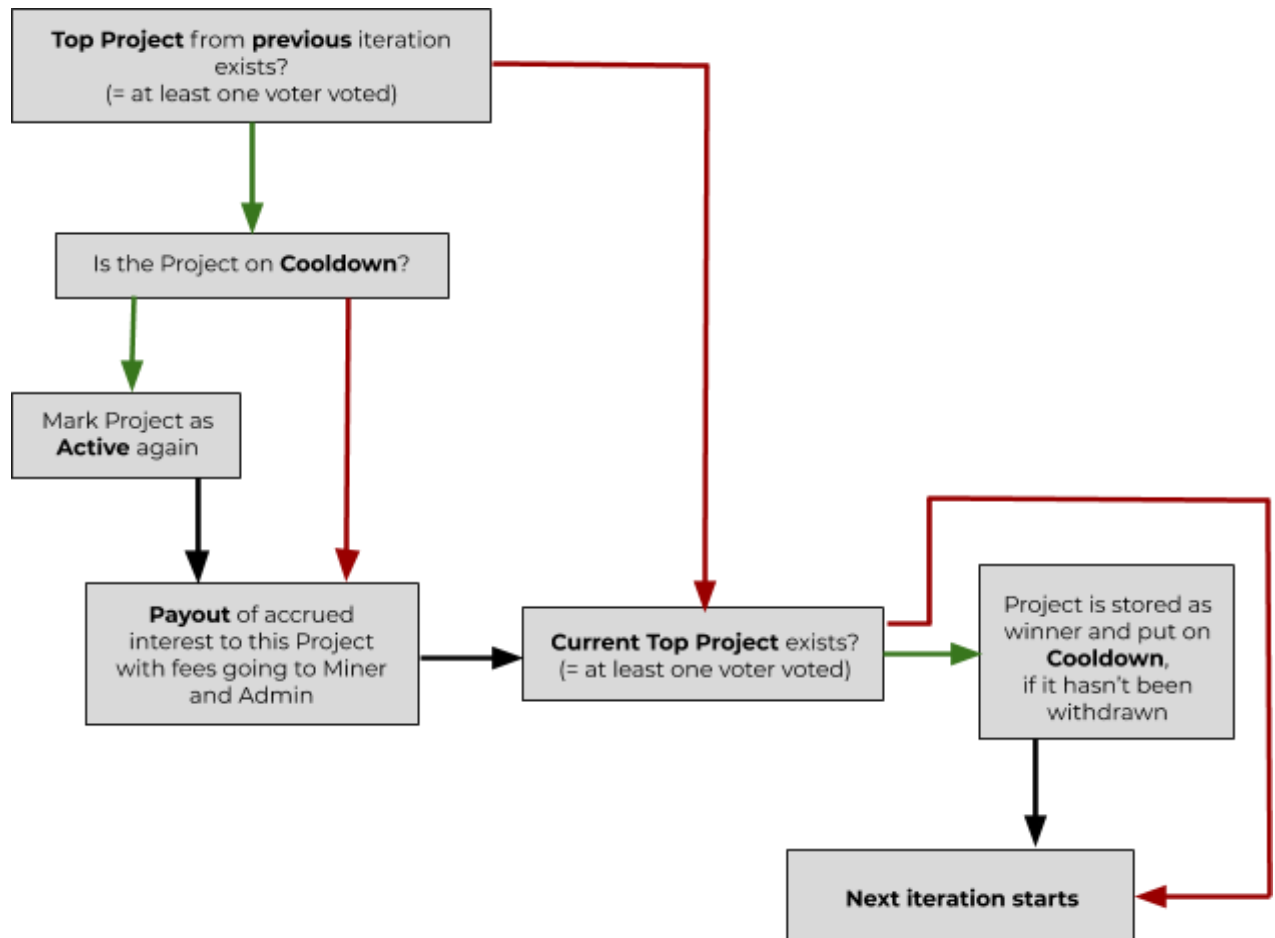 Top Project from previous iteration
exists?
(= at least one voter voted)
Is the Project on Cooldown?
Mark Project as
Active again
Payout of accrued
interest to this Project
with fees going to Miner
and Admin
Current Top Project exists?
(= at least one voter voted)
Project is stored as
winner and put on
Cooldown,
if it hasn't been
withdrawn
Next iteration starts